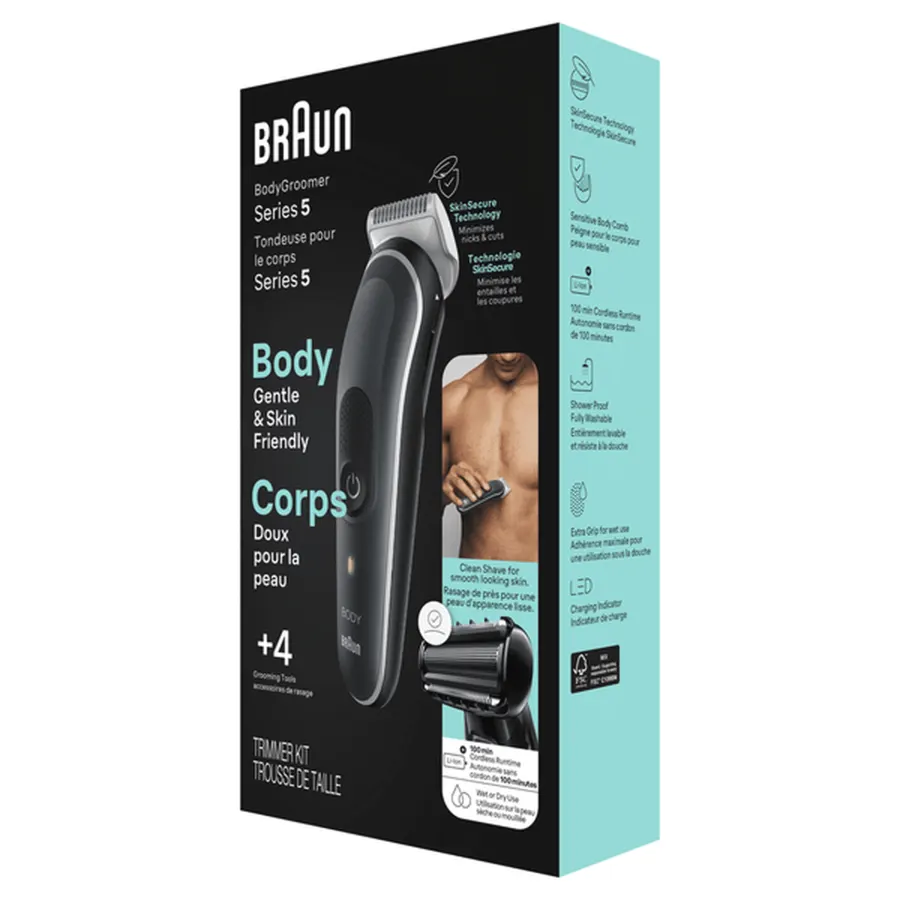 BRAUN
BodyGroomer
Series 5
Tondeuse pour
le corps
Series 5
SkinSecure
Technology
Minimizes
nicks & cuts
Technologie
SkinSecure
Minimise les
entailles et
les coupures
Body
Gentle
& Skin
Friendly
Corps
Doux
pour la
peau
+4
Grooming Tools
accessoires de rasage
TRIMMER KIT
TROUSSE DE TAILLE
BODY
BRAUN
Clean Shave for
smooth looking skin.
Rasage de près pour une
peau d'apparence lisse.
100 min
Cordless Runtime
Li-Ion
Autonomie sans
cordon de 100 minutes
Wet or Dry Use
Utilisation sur la peau
sèche ou mouillée
SkinSecure Technology
Technologie SkinSecure
Sensitive Body Comb
Peigne pour le corps pour
peau sensible
Li-Ion
100 min Cordless Runtime
Autonomie sans cordon
de 100 minutes
Shower Proof
Fully Washable
Entièrement lavable
et résiste à la douche
Extra Grip for wet use
Adhérence maximale pour
une utilisation sous la douche
LED
Charging Indicator
Indicateur de charge
FSC